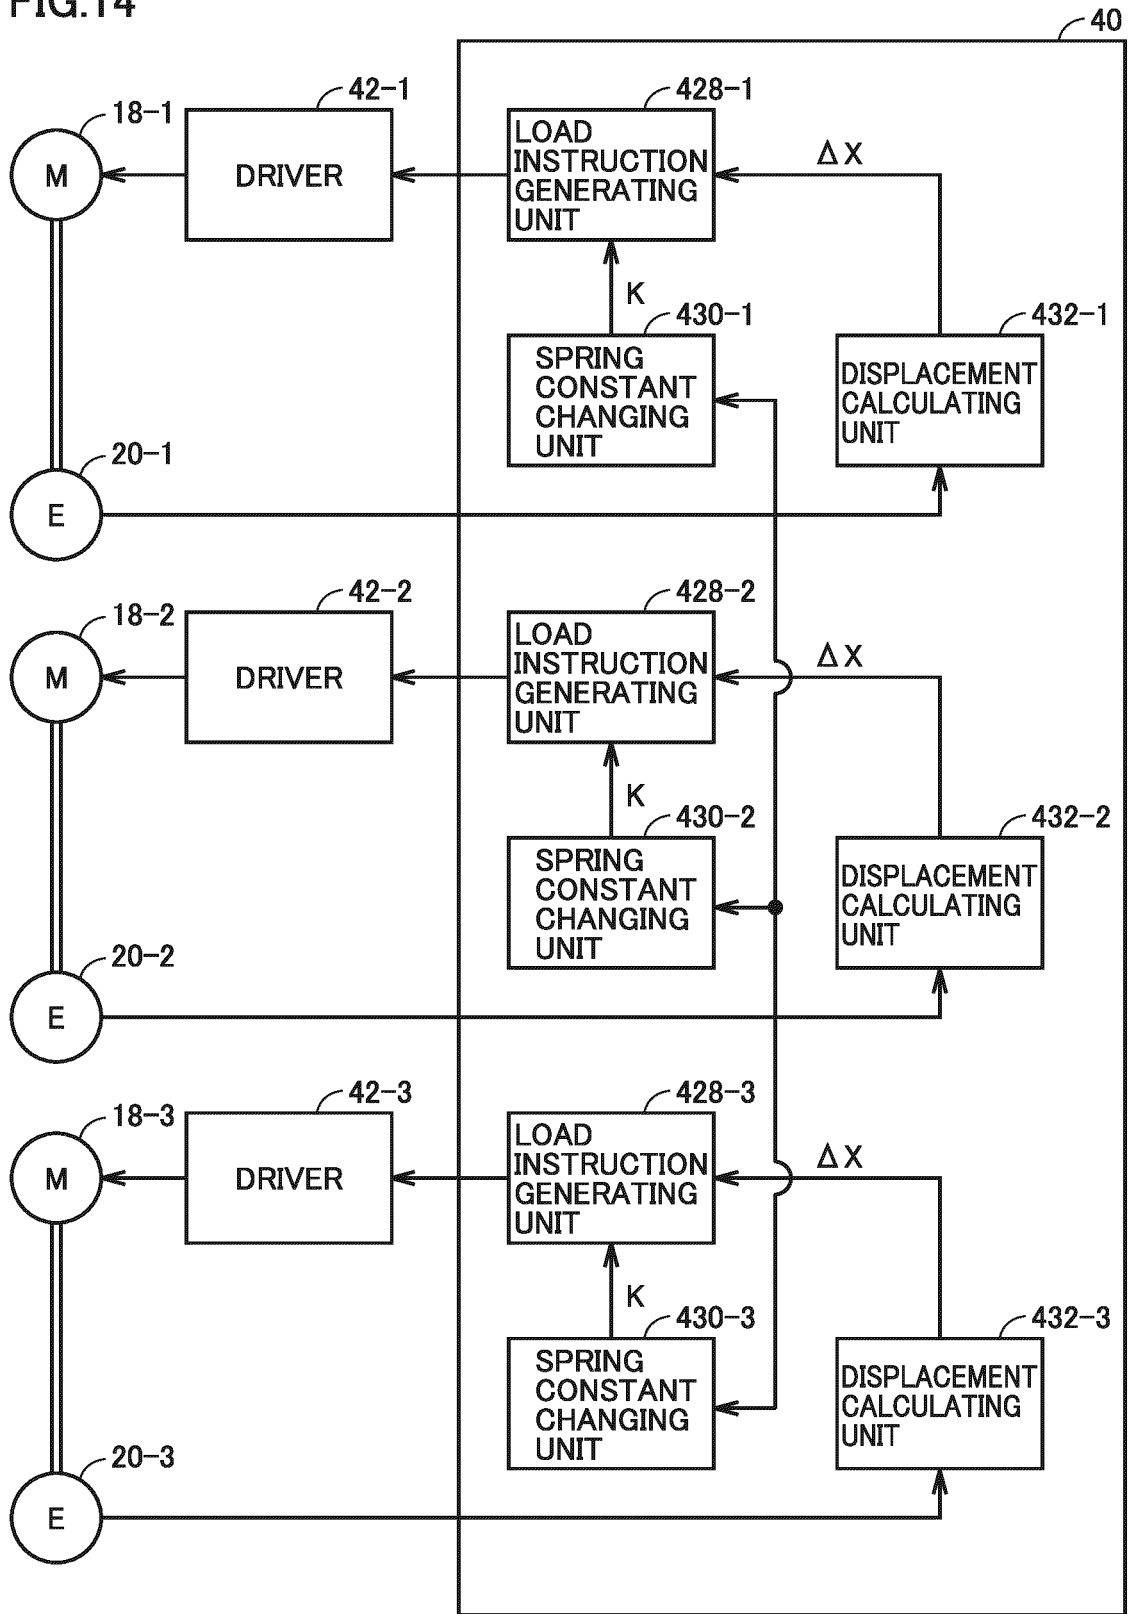 FIG.14
40
42-1
428-1
18-1
LOAD
INSTRUCTION
GENERATING
UNIT
ΔX
M
DRIVER
K
430-1
432-1
SPRING
CONSTANT
CHANGING
UNIT
DISPLACEMENT
CALCULATING
UNIT
20-1
E
42-2
428-2
18-2
LOAD
INSTRUCTION
GENERATING
UNIT
ΔX
M
DRIVER
K
430-2
432-2
SPRING
CONSTANT
CHANGING
UNIT
DISPLACEMENT
CALCULATING
UNIT
20-2
E
42-3
428-3
18-3
LOAD
INSTRUCTION
GENERATING
UNIT
ΔX
M
DRIVER
K
430-3
432-3
SPRING
CONSTANT
CHANGING
UNIT
DISPLACEMENT
CALCULATING
UNIT
20-3
E